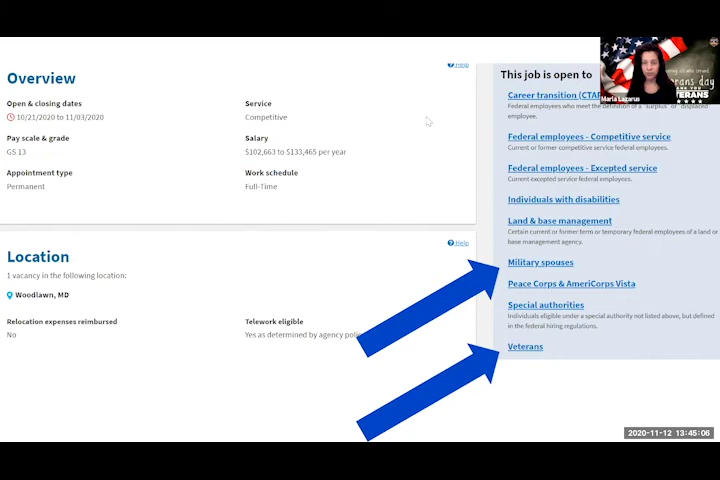 Help
Overview
Open & closing dates
10/21/2020 to 11/03/2020
Service
Competitive
Pay scale & grade
GS 13
Salary
$102,663 to $133,465 per year
Appointment type
Permanent
Work schedule
Full-Time
Help
Location
1 vacancy in the following location:
Woodlawn, MD
Relocation expenses reimbursed
No
Telework eligible
Yes as determined by agency
This job is open to
Career transition (CTAP
Federal employees who meet the definition of a "surplus" or "displaced"
employee.
Federal employees - Competitive service
Current or former competitive service federal employees.
Federal employees - Excepted service
Current excepted service federal employees.
Individuals with disabilities
Land & base management
Certain current or former term or temporary federal employees of a land or
base management agency.
Military spouses
Peace Corps & AmeriCorps Vista
Special authorities
Individuals eligible under a special authority not listed above, but defined
in the federal hiring regulations.
Veterans
Maria Lazarus
2020-11-12 13:45:06